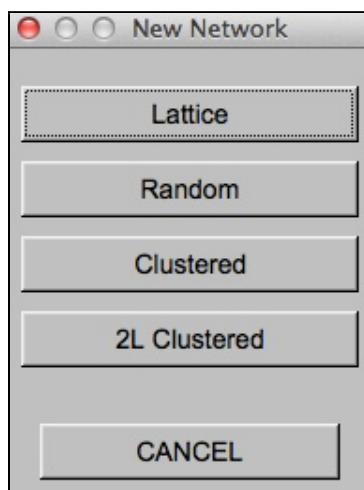 New Network
Lattice
Random
Clustered
2L Clustered
CANCEL